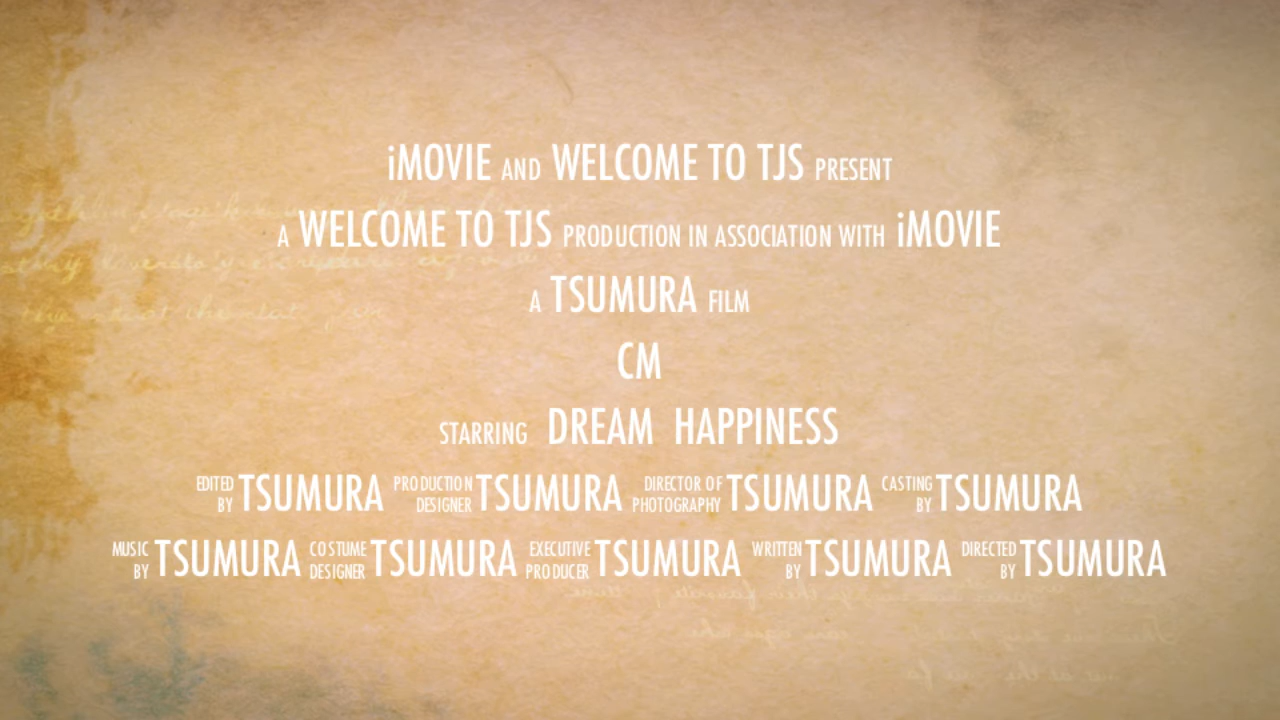 iMOVIE AND WELCOME TO TJS PRESENT
A WELCOME TO TJS PRODUCTION IN ASSOCIATION WITH iMOVIE
A TSUMURA FILM
CM
STARRING DREAM HAPPINESS
EDITED BY TSUMURA PRODUCTION DESIGNER TSUMURA DIRECTOR OF PHOTOGRAPHY TSUMURA CASTING BY TSUMURA
MUSIC BY TSUMURA COSTUME DESIGNER TSUMURA EXECUTIVE PRODUCER TSUMURA WRITTEN BY TSUMURA DIRECTED BY TSUMURA